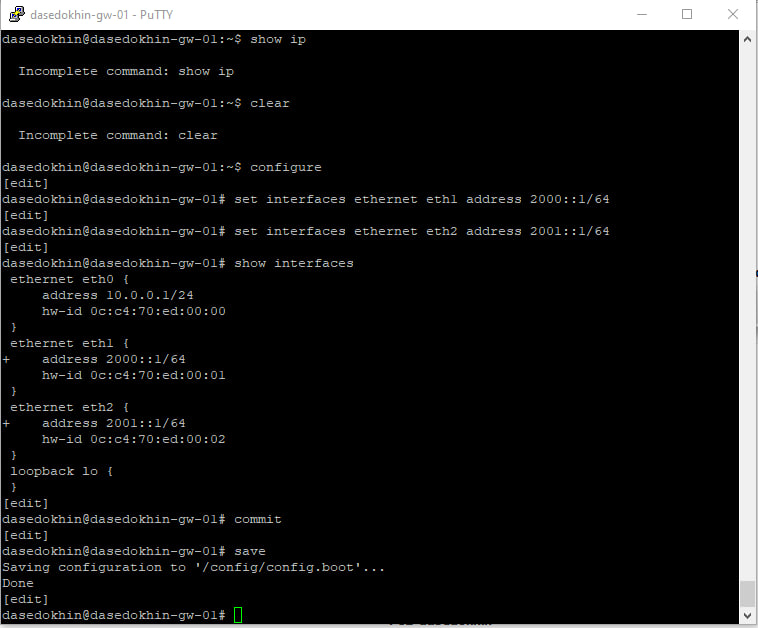 dasedokhin-gw-01 - PuTTY
dasedokhin@dasedokhin-gw-01:~$ show ip
Incomplete command: show ip
dasedokhin@dasedokhin-gw-01:~$ clear
Incomplete command: clear
dasedokhin@dasedokhin-gw-01:~$ configure
[edit]
dasedokhin@dasedokhin-gw-01# set interfaces ethernet eth1 address 2000::1/64
[edit]
dasedokhin@dasedokhin-gw-01# set interfaces ethernet eth2 address 2001::1/64
[edit]
dasedokhin@dasedokhin-gw-01# show interfaces
ethernet eth0 {
address 10.0.0.1/24
hw-id 0c:c4:70:ed:00:00
}
ethernet eth1 {
+ address 2000::1/64
hw-id 0c:c4:70:ed:00:01
}
ethernet eth2 {
+ address 2001::1/64
hw-id 0c:c4:70:ed:00:02
}
loopback lo {
}
[edit]
dasedokhin@dasedokhin-gw-01# commit
[edit]
dasedokhin@dasedokhin-gw-01# save
Saving configuration to '/config/config.boot'...
Done
[edit]
dasedokhin@dasedokhin-gw-01#